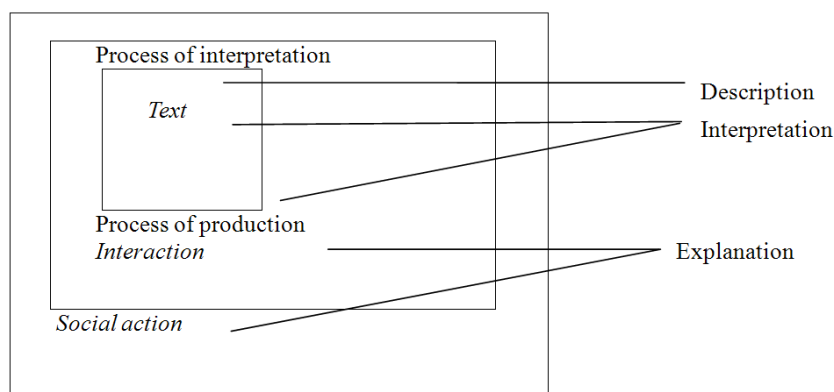 Process of interpretation
Text
Description
Interpretation
Process of production
Interaction
Explanation
Social action